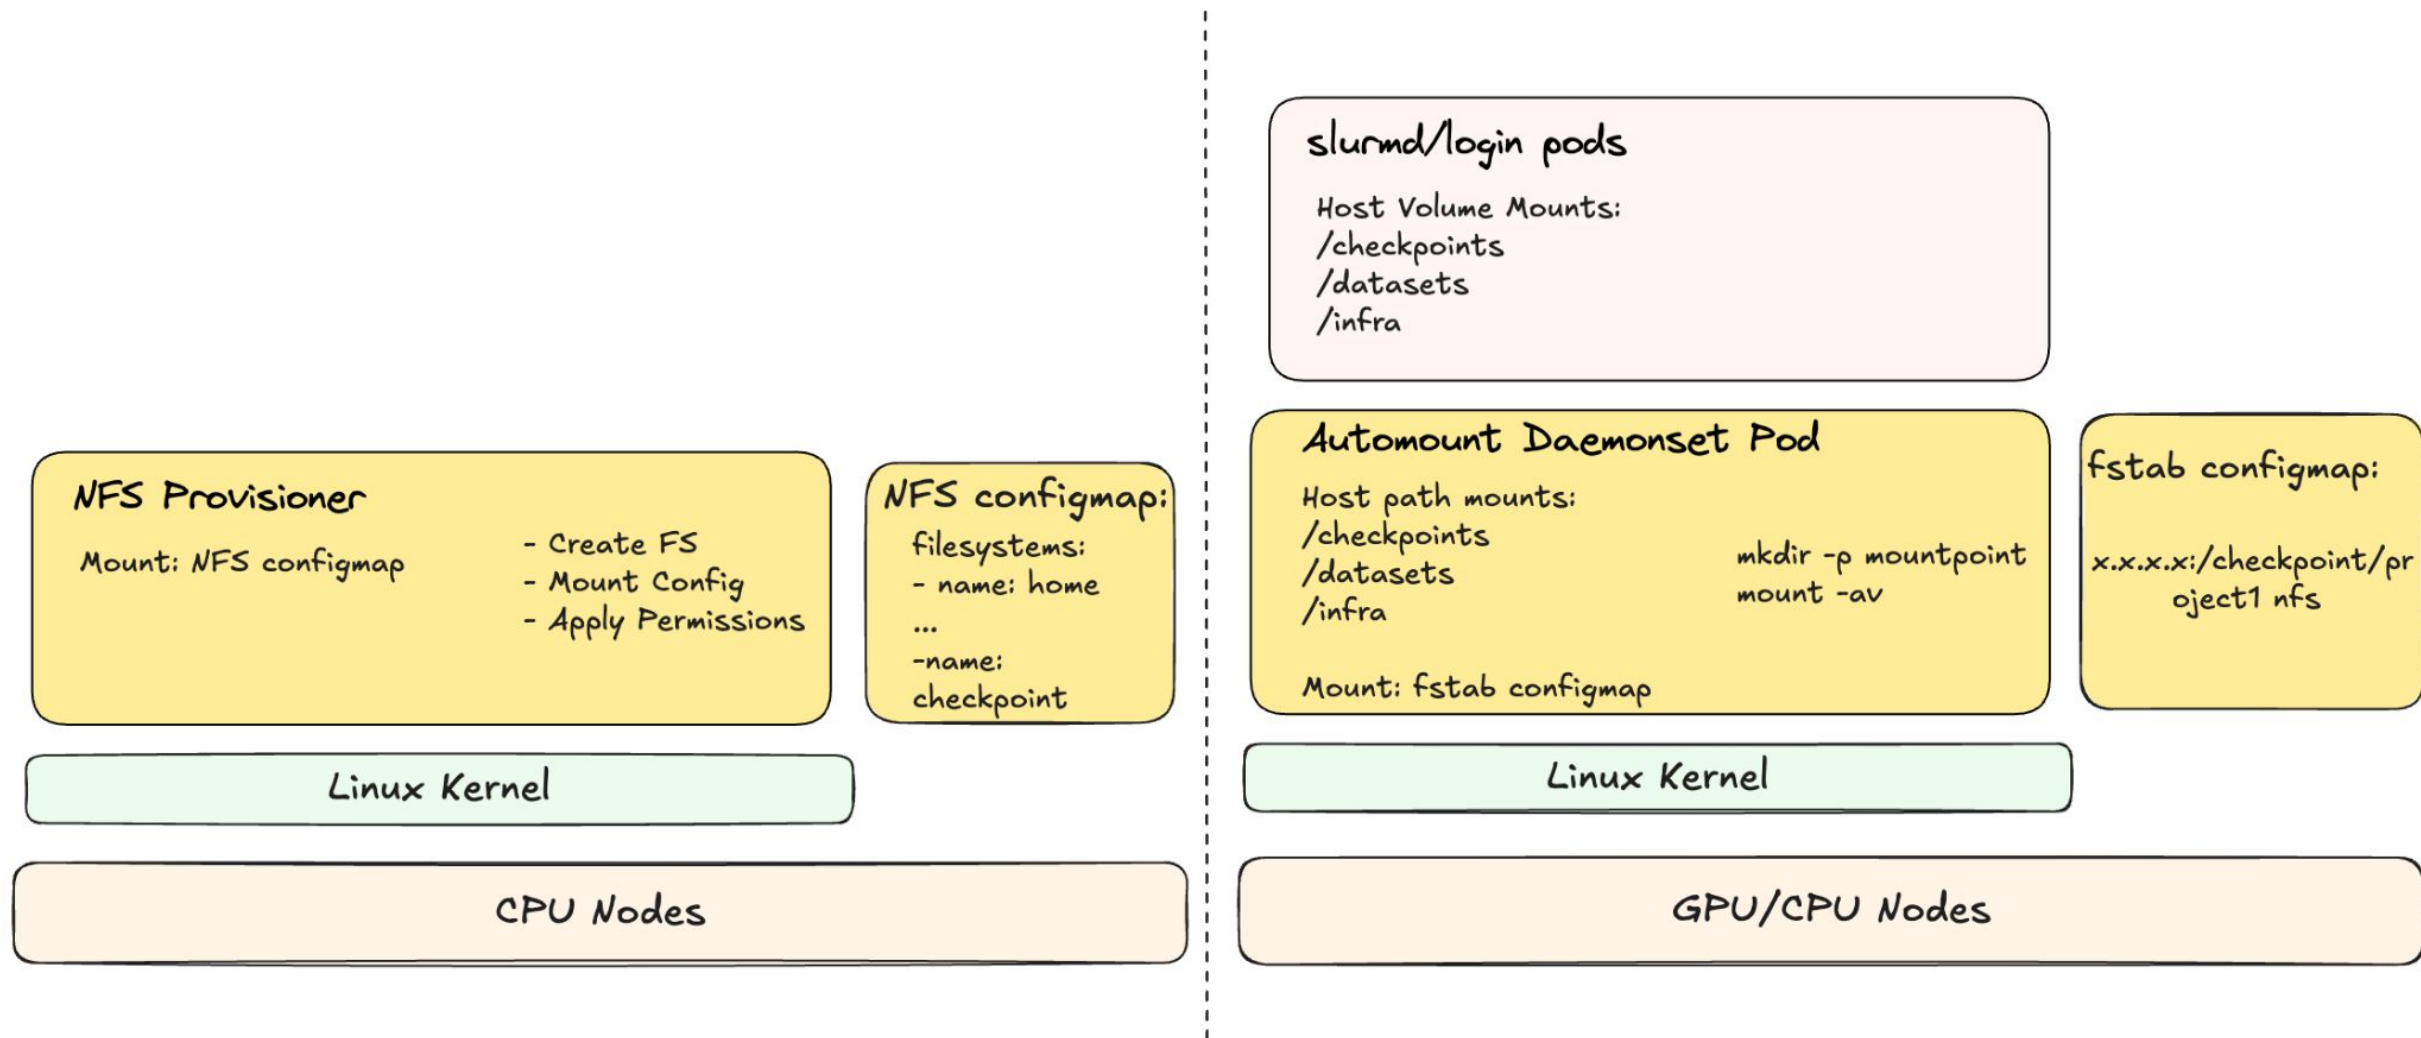 NFS Provisioner
Mount: NFS configmap
- Create FS
- Mount Config
- Apply Permissions
NFS configmap:
filesystems:
- name: home
...
-name:
checkpoint
Linux Kernel
CPU Nodes
slurmd/login pods
Host Volume Mounts:
/checkpoints
/datasets
/infra
Automount Daemonset Pod
Host path mounts:
/checkpoints
/datasets
/infra
Mount: fstab configmap
mkdir -p mountpoint
mount -av
fstab configmap:
x.x.x.x:/checkpoint/pr
oject1 nfs
Linux Kernel
GPU/CPU Nodes